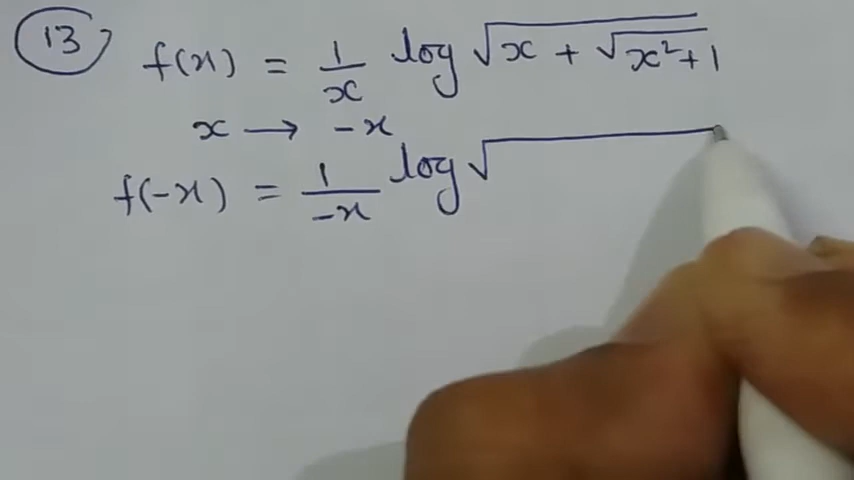 13 f(x) = 1/x log √(x + √(x²+1))
x → -x
f(-x) = 1/-x log √